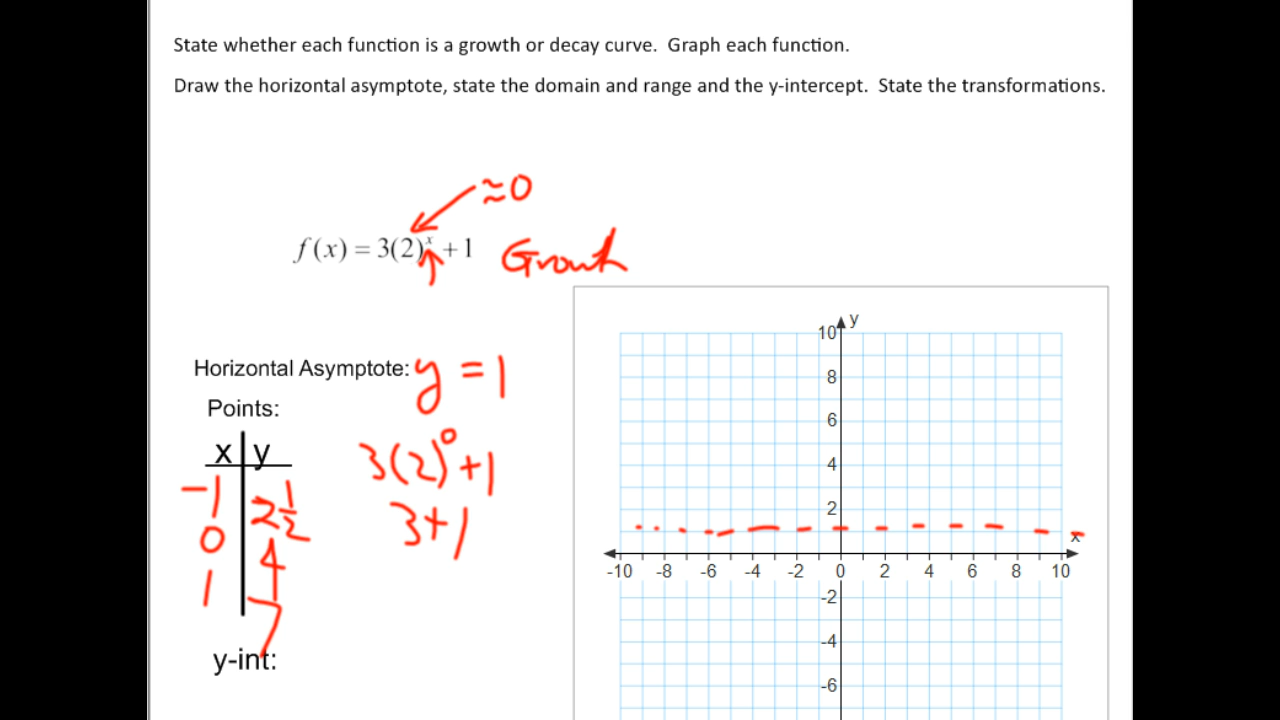 State whether each function is a growth or decay curve. Graph each function.
Draw the horizontal asymptote, state the domain and range and the y-intercept. State the transformations.
≈0
f(x) = 3(2)^x + 1 Growth
Horizontal Asymptote: y = 1
Points:
x y
-1 2 1/2
0 4
1 7
3(2)^0 + 1
3 + 1
y-int:
y
10
8
6
4
2
x
-10 -8 -6 -4 -2 0 2 4 6 8 10
-2
-4
-6